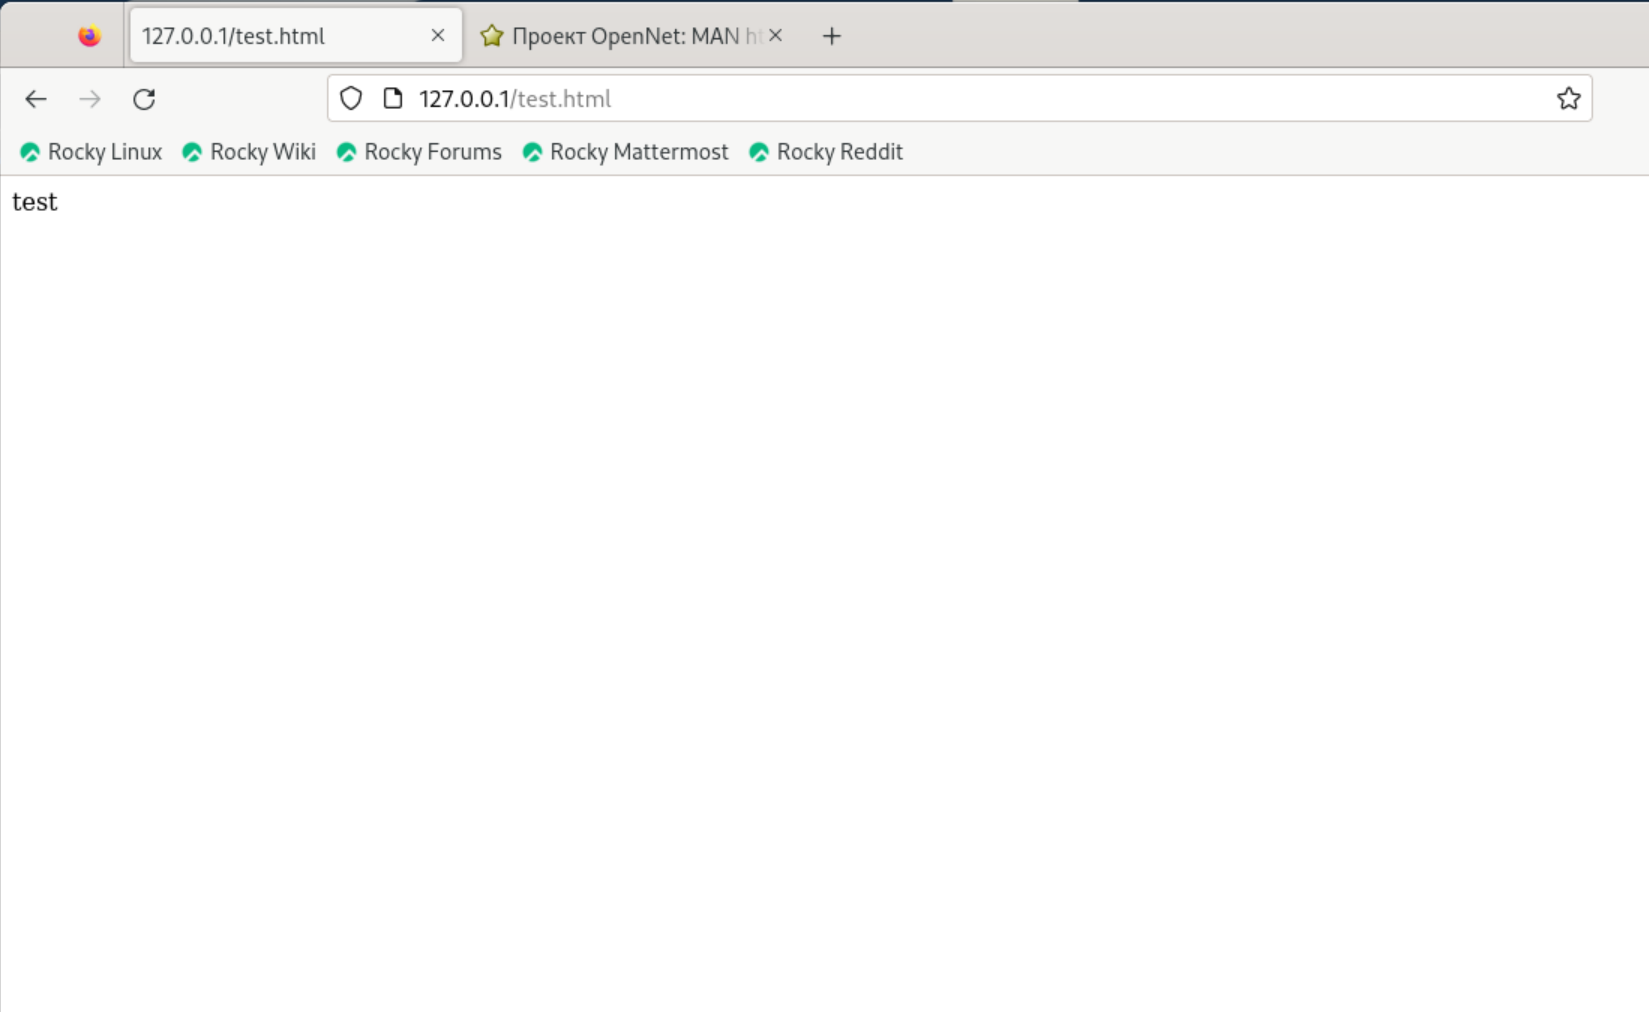 127.0.0.1/test.html
Проект OpenNet: MAN ht
127.0.0.1/test.html
Rocky Linux Rocky Wiki Rocky Forums Rocky Mattermost Rocky Reddit
test